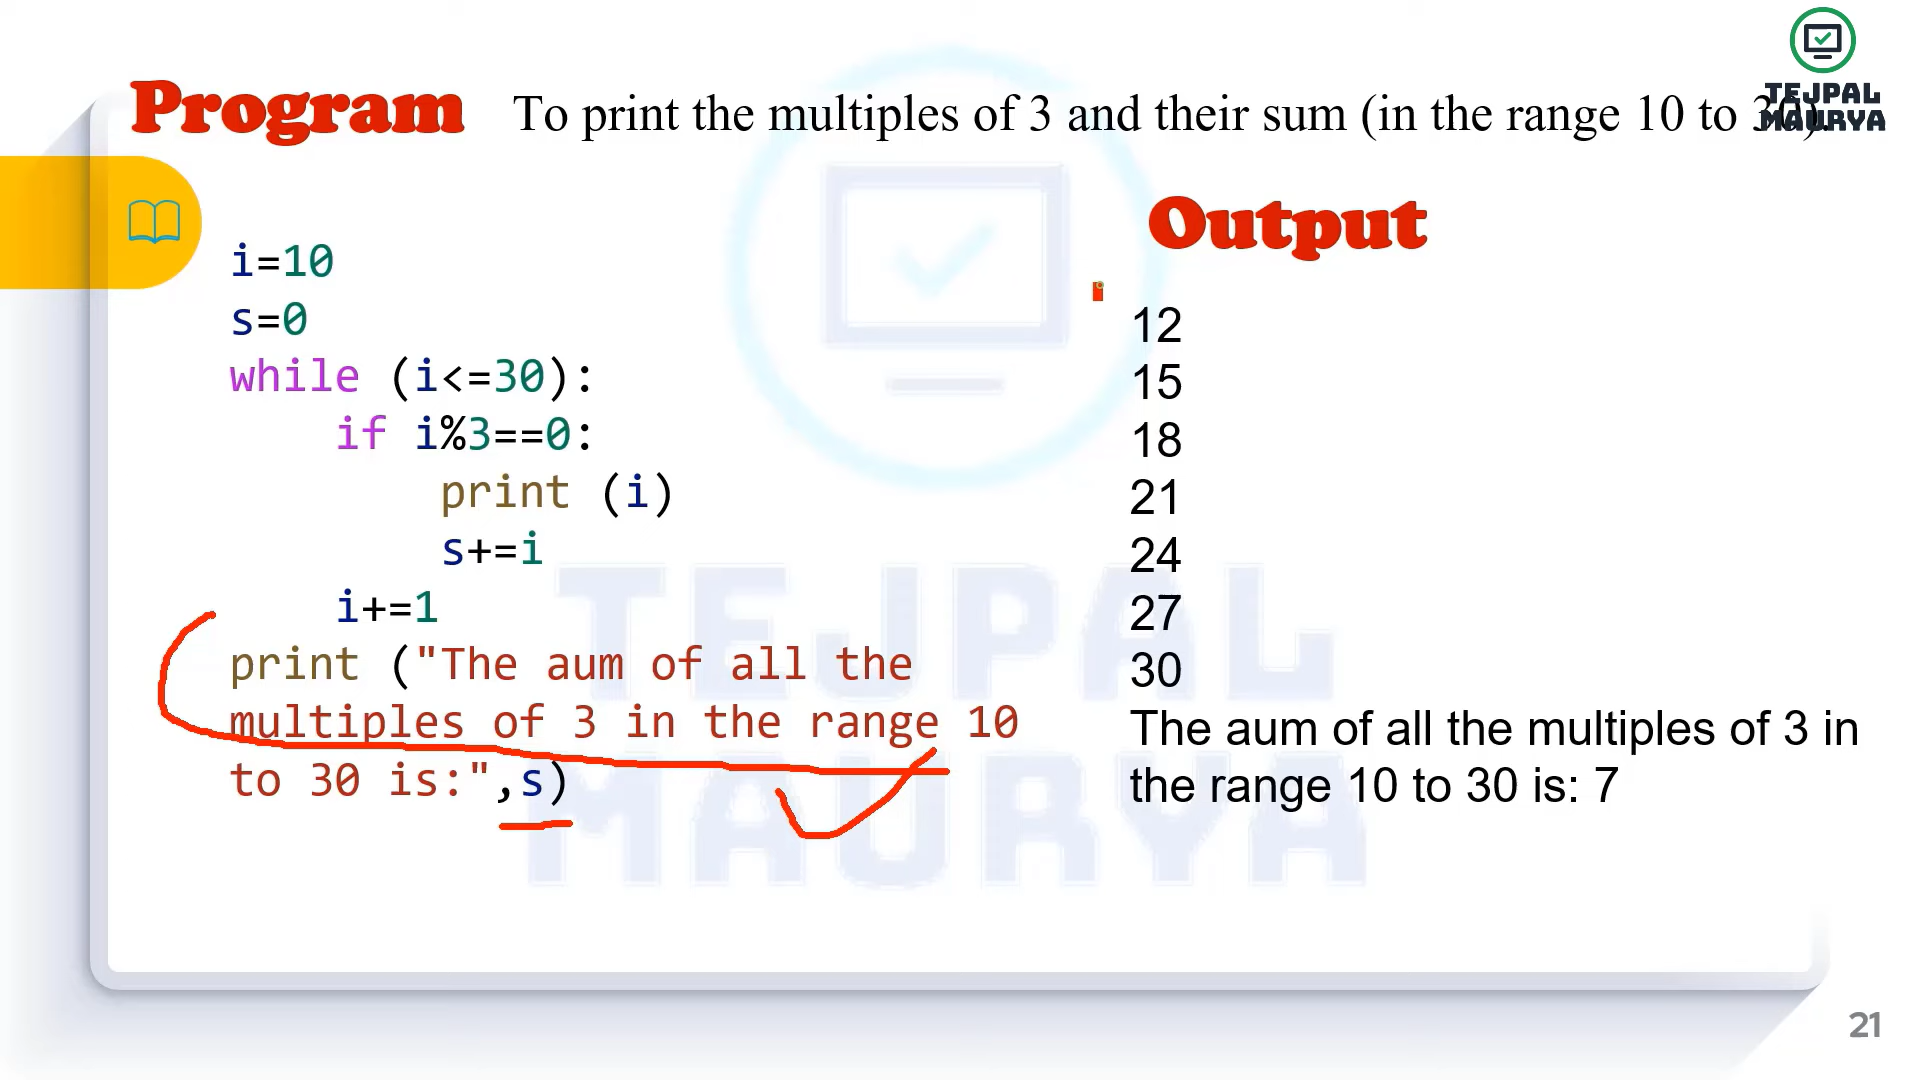 TEJPAL
MAURYA
Program To print the multiples of 3 and their sum (in the range 10 to 30).
Output
i=10
s=0
while (i<=30):
if i%3==0:
print (i)
s+=i
i+=1
print ("The aum of all the
multiples of 3 in the range 10
to 30 is:",s)
12
15
18
21
24
27
30
The aum of all the multiples of 3 in
the range 10 to 30 is: 7
TEJPAL
MAURYA
21